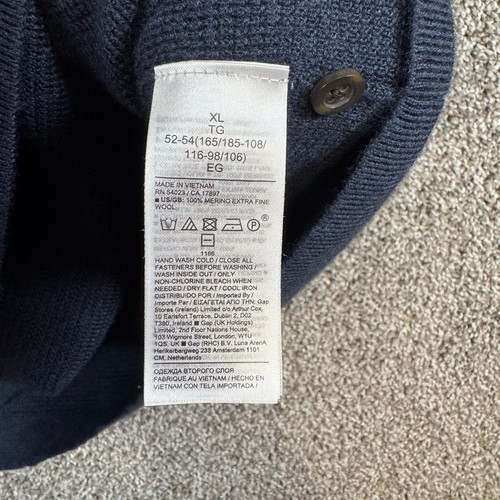 XL
TG
52-54(165/185-108/
116-98/106)
EG
MADE IN VIETNAM
RN 54023 / CA 17897
■ US/GB: 100% MERINO EXTRA FINE
WOOL
1166
HAND WASH COLD / CLOSE ALL
FASTENERS BEFORE WASHING /
WASH INSIDE OUT / ONLY
NON-CHLORINE BLEACH WHEN
NEEDED / DRY FLAT / COOL IRON
DISTRIBUTED FOR / Imported By /
Importe Par / ΕΙΣΑΓΕΤΑΙ ΑΠΟ ΤΗΝ: Gap
Stores (Ireland) Limited c/o Arthur Cox,
10 Earlsfort Terrace, Dublin 2, D02
T380, Ireland ■ Gap (UK Holdings)
Limited, 2nd Floor Nations House,
103 Wigmore Street, London, W1U
1QS, UK ■ Gap (RHC) B.V. Luna ArenA,
Herikerbergweg 238 Amsterdam 1101
CM, Netherlands
ОДЕЖДА ВТОРОГО СЛОЯ
FABRIQUE AU VIETNAM / HECHO EN
VIETNAM CON TELA IMPORTADA /